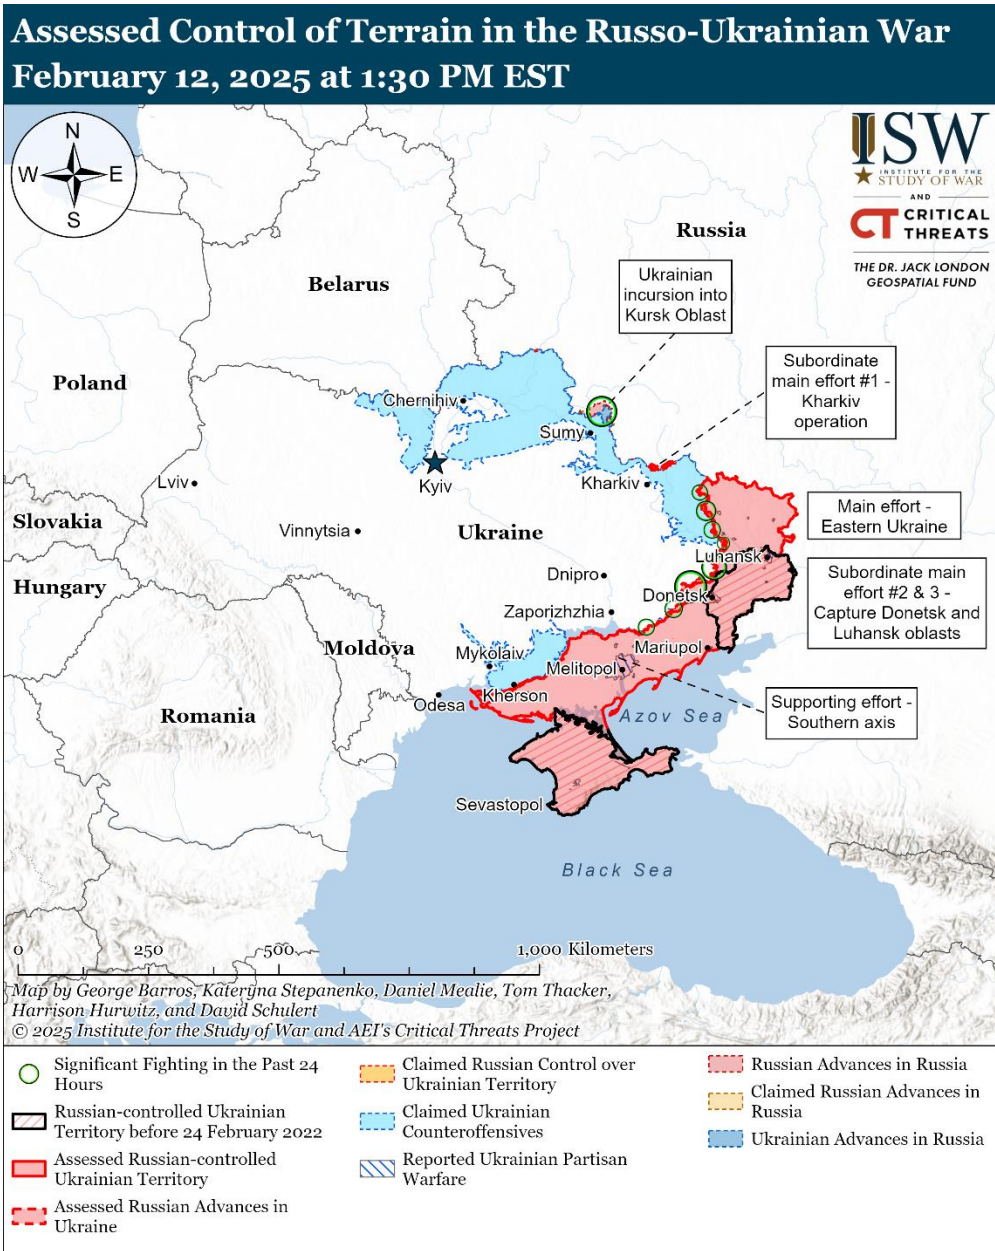 Assessed Control of Terrain in the Russo-Ukrainian War
February 12, 2025 at 1:30 PM EST
N
W
E
S
ISW
INSTITUTE FOR THE
STUDY OF WAR
AND
CT CRITICAL
THREATS
THE DR. JACK LONDON
GEOSPATIAL FUND
Russia
Belarus
Ukrainian
incursion into
Kursk Oblast
Subordinate
main effort #1 -
Kharkiv
operation
Poland
Chernihiv
Sumy
Kyiv
Kharkiv
Lviv
Slovakia
Vinnytsia
Ukraine
Main effort -
Eastern Ukraine
Luhansk
Hungary
Dnipro
Donetsk
Subordinate main
effort #2 & 3 -
Capture Donetsk and
Luhansk oblasts
Zaporizhzhia
Moldova
Mykolaiv
Mariupol
Melitopol
Kherson
Odesa
Romania
Azov Sea
Supporting effort -
Southern axis
Sevastopol
Black Sea
0
250
500
1,000 Kilometers
Map by George Barros, Kateryna Stepanenko, Daniel Mealie, Tom Thacker,
Harrison Hurwitz, and David Schulert
© 2025 Institute for the Study of War and AEI's Critical Threats Project
Significant Fighting in the Past 24
Hours
Russian-controlled Ukrainian
Territory before 24 February 2022
Assessed Russian-controlled
Ukrainian Territory
Assessed Russian Advances in
Ukraine
Claimed Russian Control over
Ukrainian Territory
Claimed Ukrainian
Counteroffensives
Reported Ukrainian Partisan
Warfare
Russian Advances in Russia
Claimed Russian Advances in
Russia
Ukrainian Advances in Russia